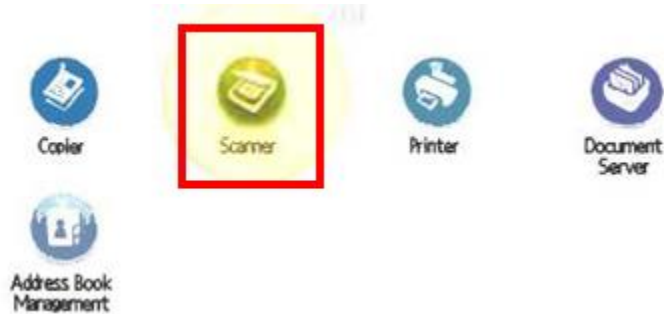 Copier
Scanner
Printer
Document
Server
Address Book
Management